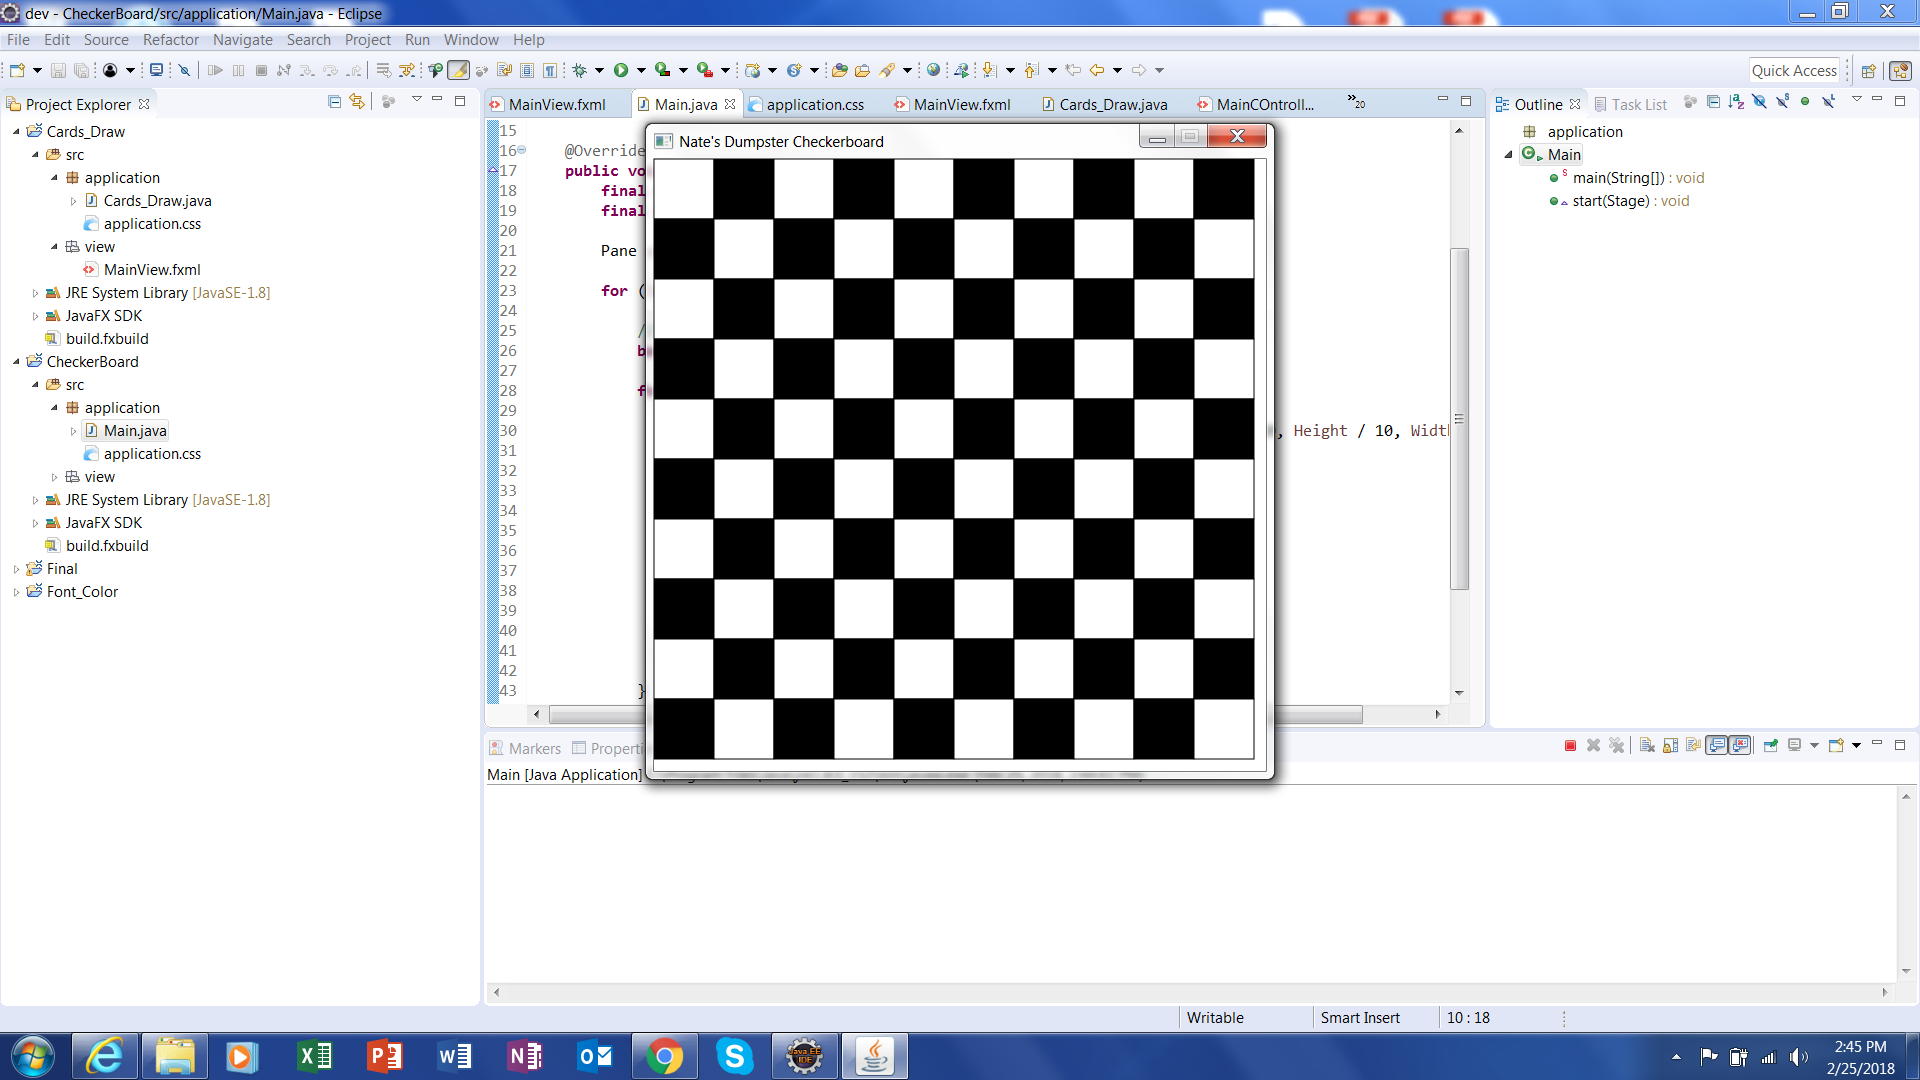 dev - CheckerBoard/src/application/Main.java - Eclipse
File Edit Source Refactor Navigate Search Project Run Window Help
Quick Access
Project Explorer
Cards_Draw
src
application
Cards_Draw.java
application.css
view
MainView.fxml
JRE System Library [JavaSE-1.8]
JavaFX SDK
build.fxbuild
CheckerBoard
src
application
Main.java
application.css
view
JRE System Library [JavaSE-1.8]
JavaFX SDK
build.fxbuild
Final
Font_Color
MainView.fxml Main.java application.css MainView.fxml Cards_Draw.java MainCOntroll... »20
15
16 @Override
17 public vo
18 final
19 final
20
21 Pane
22
23 for (
24
25 /
26 b
27
28 f
29
30 , Height / 10, Width
31
32
33
34
35
36
37
38
39
40
41
42
43 }
Nate's Dumpster Checkerboard
Outline Task List
application
Main
main(String[]) : void
start(Stage) : void
Markers Properti
Main [Java Application]
Writable Smart Insert 10 : 18
Java EE
IDE
2:45 PM
2/25/2018